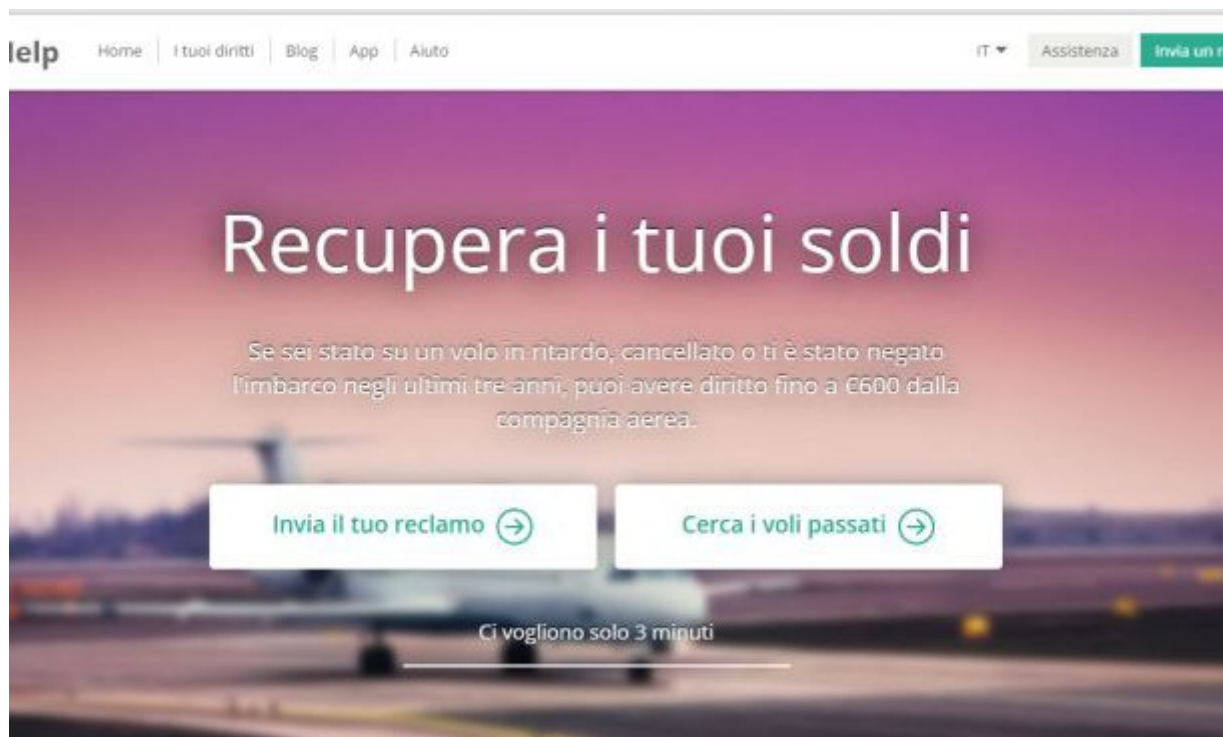 Home I tuoi diritti Blog App Aiuto IT Assistenza Invia un
Recupera i tuoi soldi
Se sei stato su un volo in ritardo, cancellato o ti è stato negato
l'imbarco negli ultimi tre anni, puoi avere diritto fino a €600 dalla
compagnia aerea.
Invia il tuo reclamo Cerca i voli passati
Ci vogliono solo 3 minuti